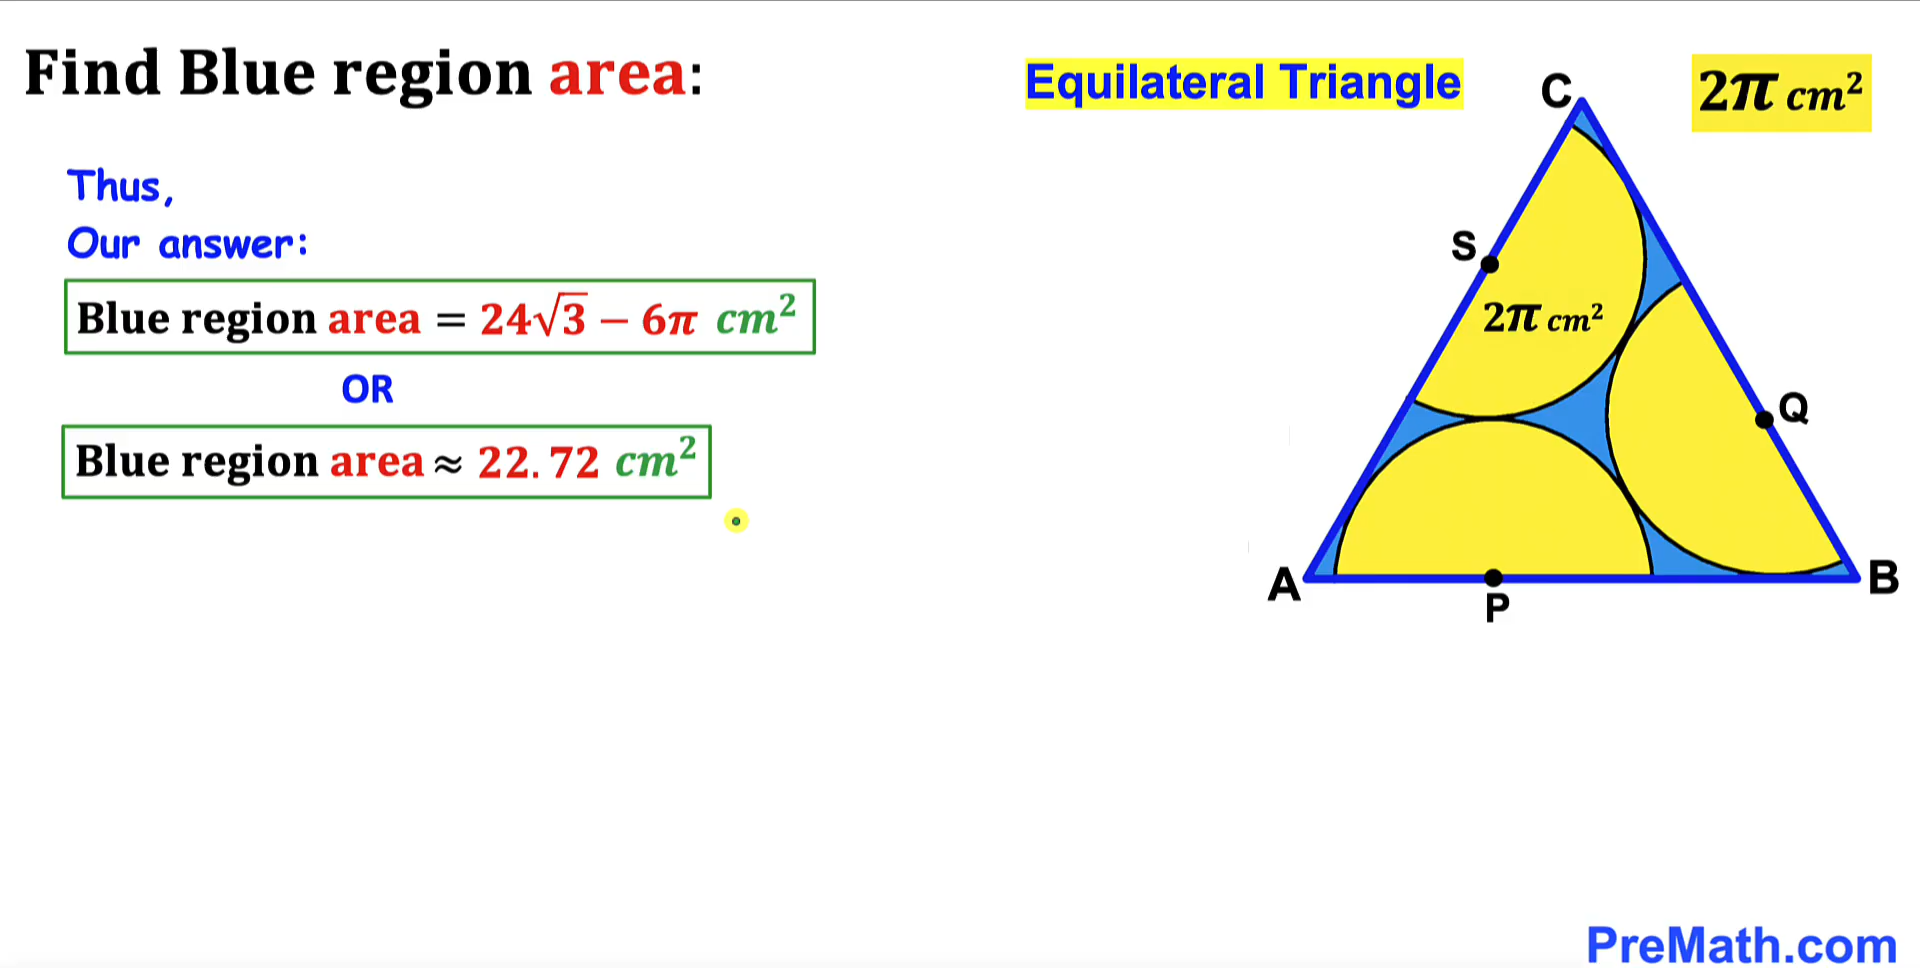 Find Blue region area:
Equilateral Triangle
C
2π cm²
Thus,
Our answer:
S
Blue region area = 24√3 − 6π cm²
2π cm²
OR
Q
Blue region area ≈ 22.72 cm²
A
B
P
PreMath.com